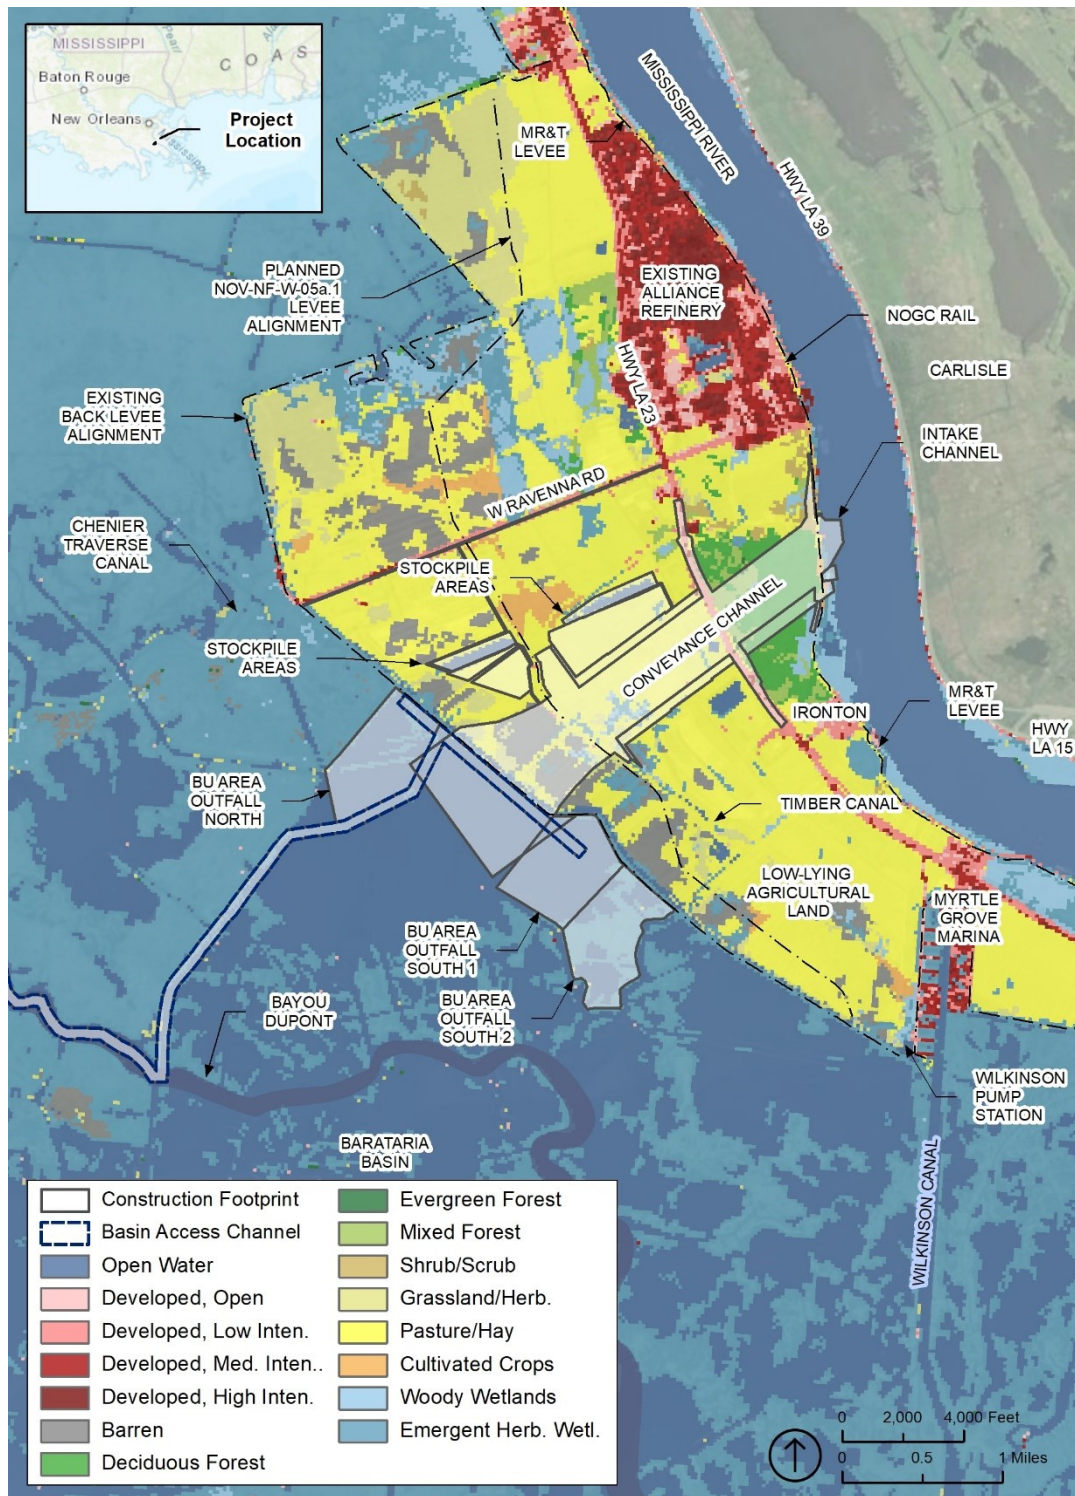 MISSISSIPPI
Pearl
Baton Rouge
C O A S
New Orleans
Mississippi
Project
Location
MR&T
LEVEE
MISSISSIPPI RIVER
HWY LA 39
PLANNED
NOV-NF-W-05a.1
LEVEE
ALIGNMENT
EXISTING
ALLIANCE
REFINERY
NOGC RAIL
HWY LA 23
CARLISLE
EXISTING
BACK LEVEE
ALIGNMENT
INTAKE
CHANNEL
W RAVENNA RD
CHENIER
TRAVERSE
CANAL
STOCKPILE
AREAS
STOCKPILE
AREAS
CONVEYANCE CHANNEL
IRONTON
MR&T
LEVEE
HWY
LA 15
BU AREA
OUTFALL
NORTH
TIMBER CANAL
LOW-LYING
AGRICULTURAL
LAND
MYRTLE
GROVE
MARINA
BU AREA
OUTFALL
SOUTH 1
BAYOU
DUPONT
BU AREA
OUTFALL
SOUTH 2
WILKINSON
PUMP
STATION
BARATARIA
BASIN
WILKINSON CANAL
Construction Footprint
Basin Access Channel
Open Water
Developed, Open
Developed, Low Inten.
Developed, Med. Inten..
Developed, High Inten.
Barren
Deciduous Forest
Evergreen Forest
Mixed Forest
Shrub/Scrub
Grassland/Herb.
Pasture/Hay
Cultivated Crops
Woody Wetlands
Emergent Herb. Wetl.
0 2,000 4,000 Feet
0 0.5 1 Miles